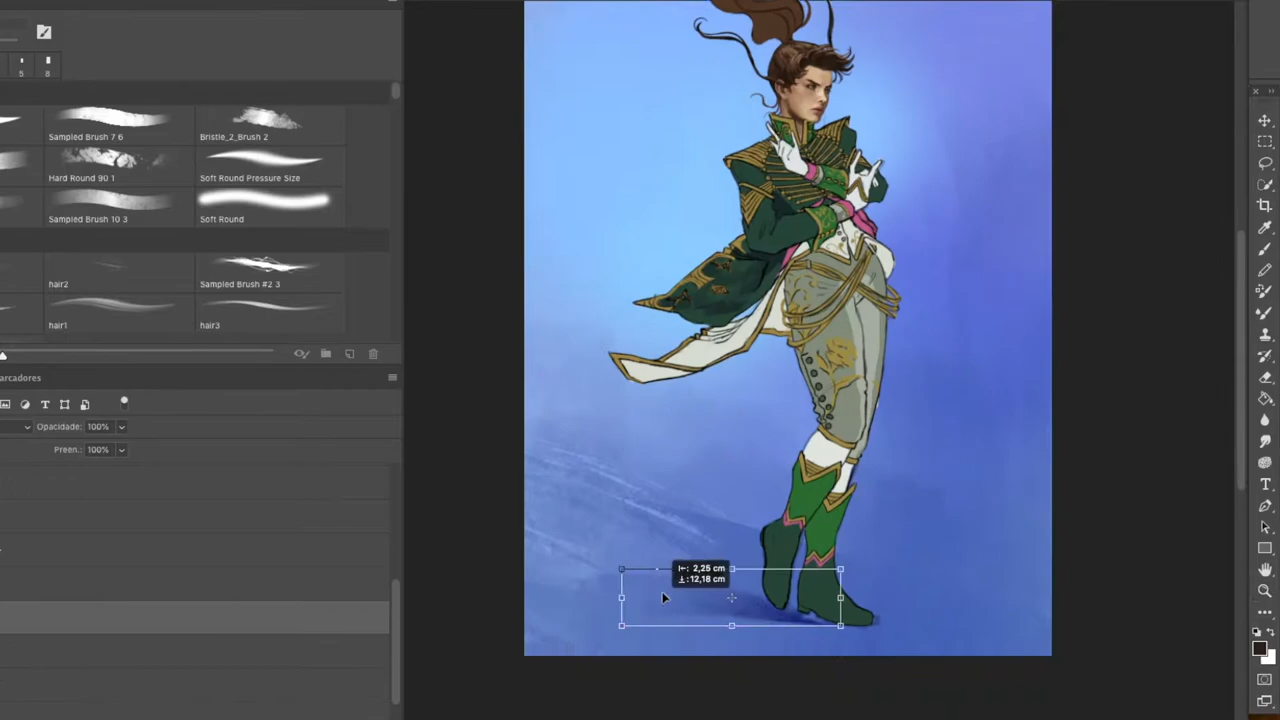 5 8
Sampled Brush 7 6 Bristle_2_Brush 2
Hard Round 90 1 Soft Round Pressure Size
Sampled Brush 10 3 Soft Round
hair2 Sampled Brush #2 3
hair1 hair3
arcadores
Opacidade: 100%
Preen.: 100%
2,25 cm
12,18 cm